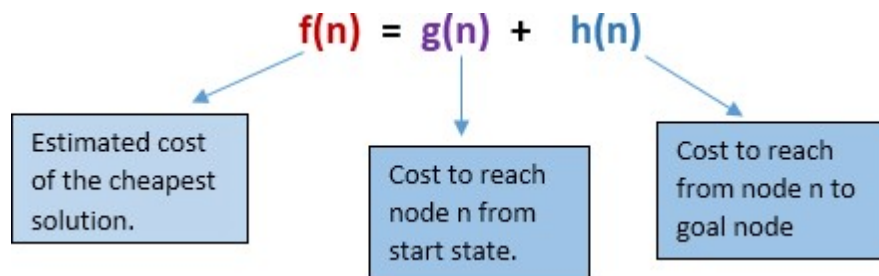 f(n) = g(n) + h(n)
Estimated cost
of the cheapest
solution.
Cost to reach
node n from
start state.
Cost to reach
from node n to
goal node